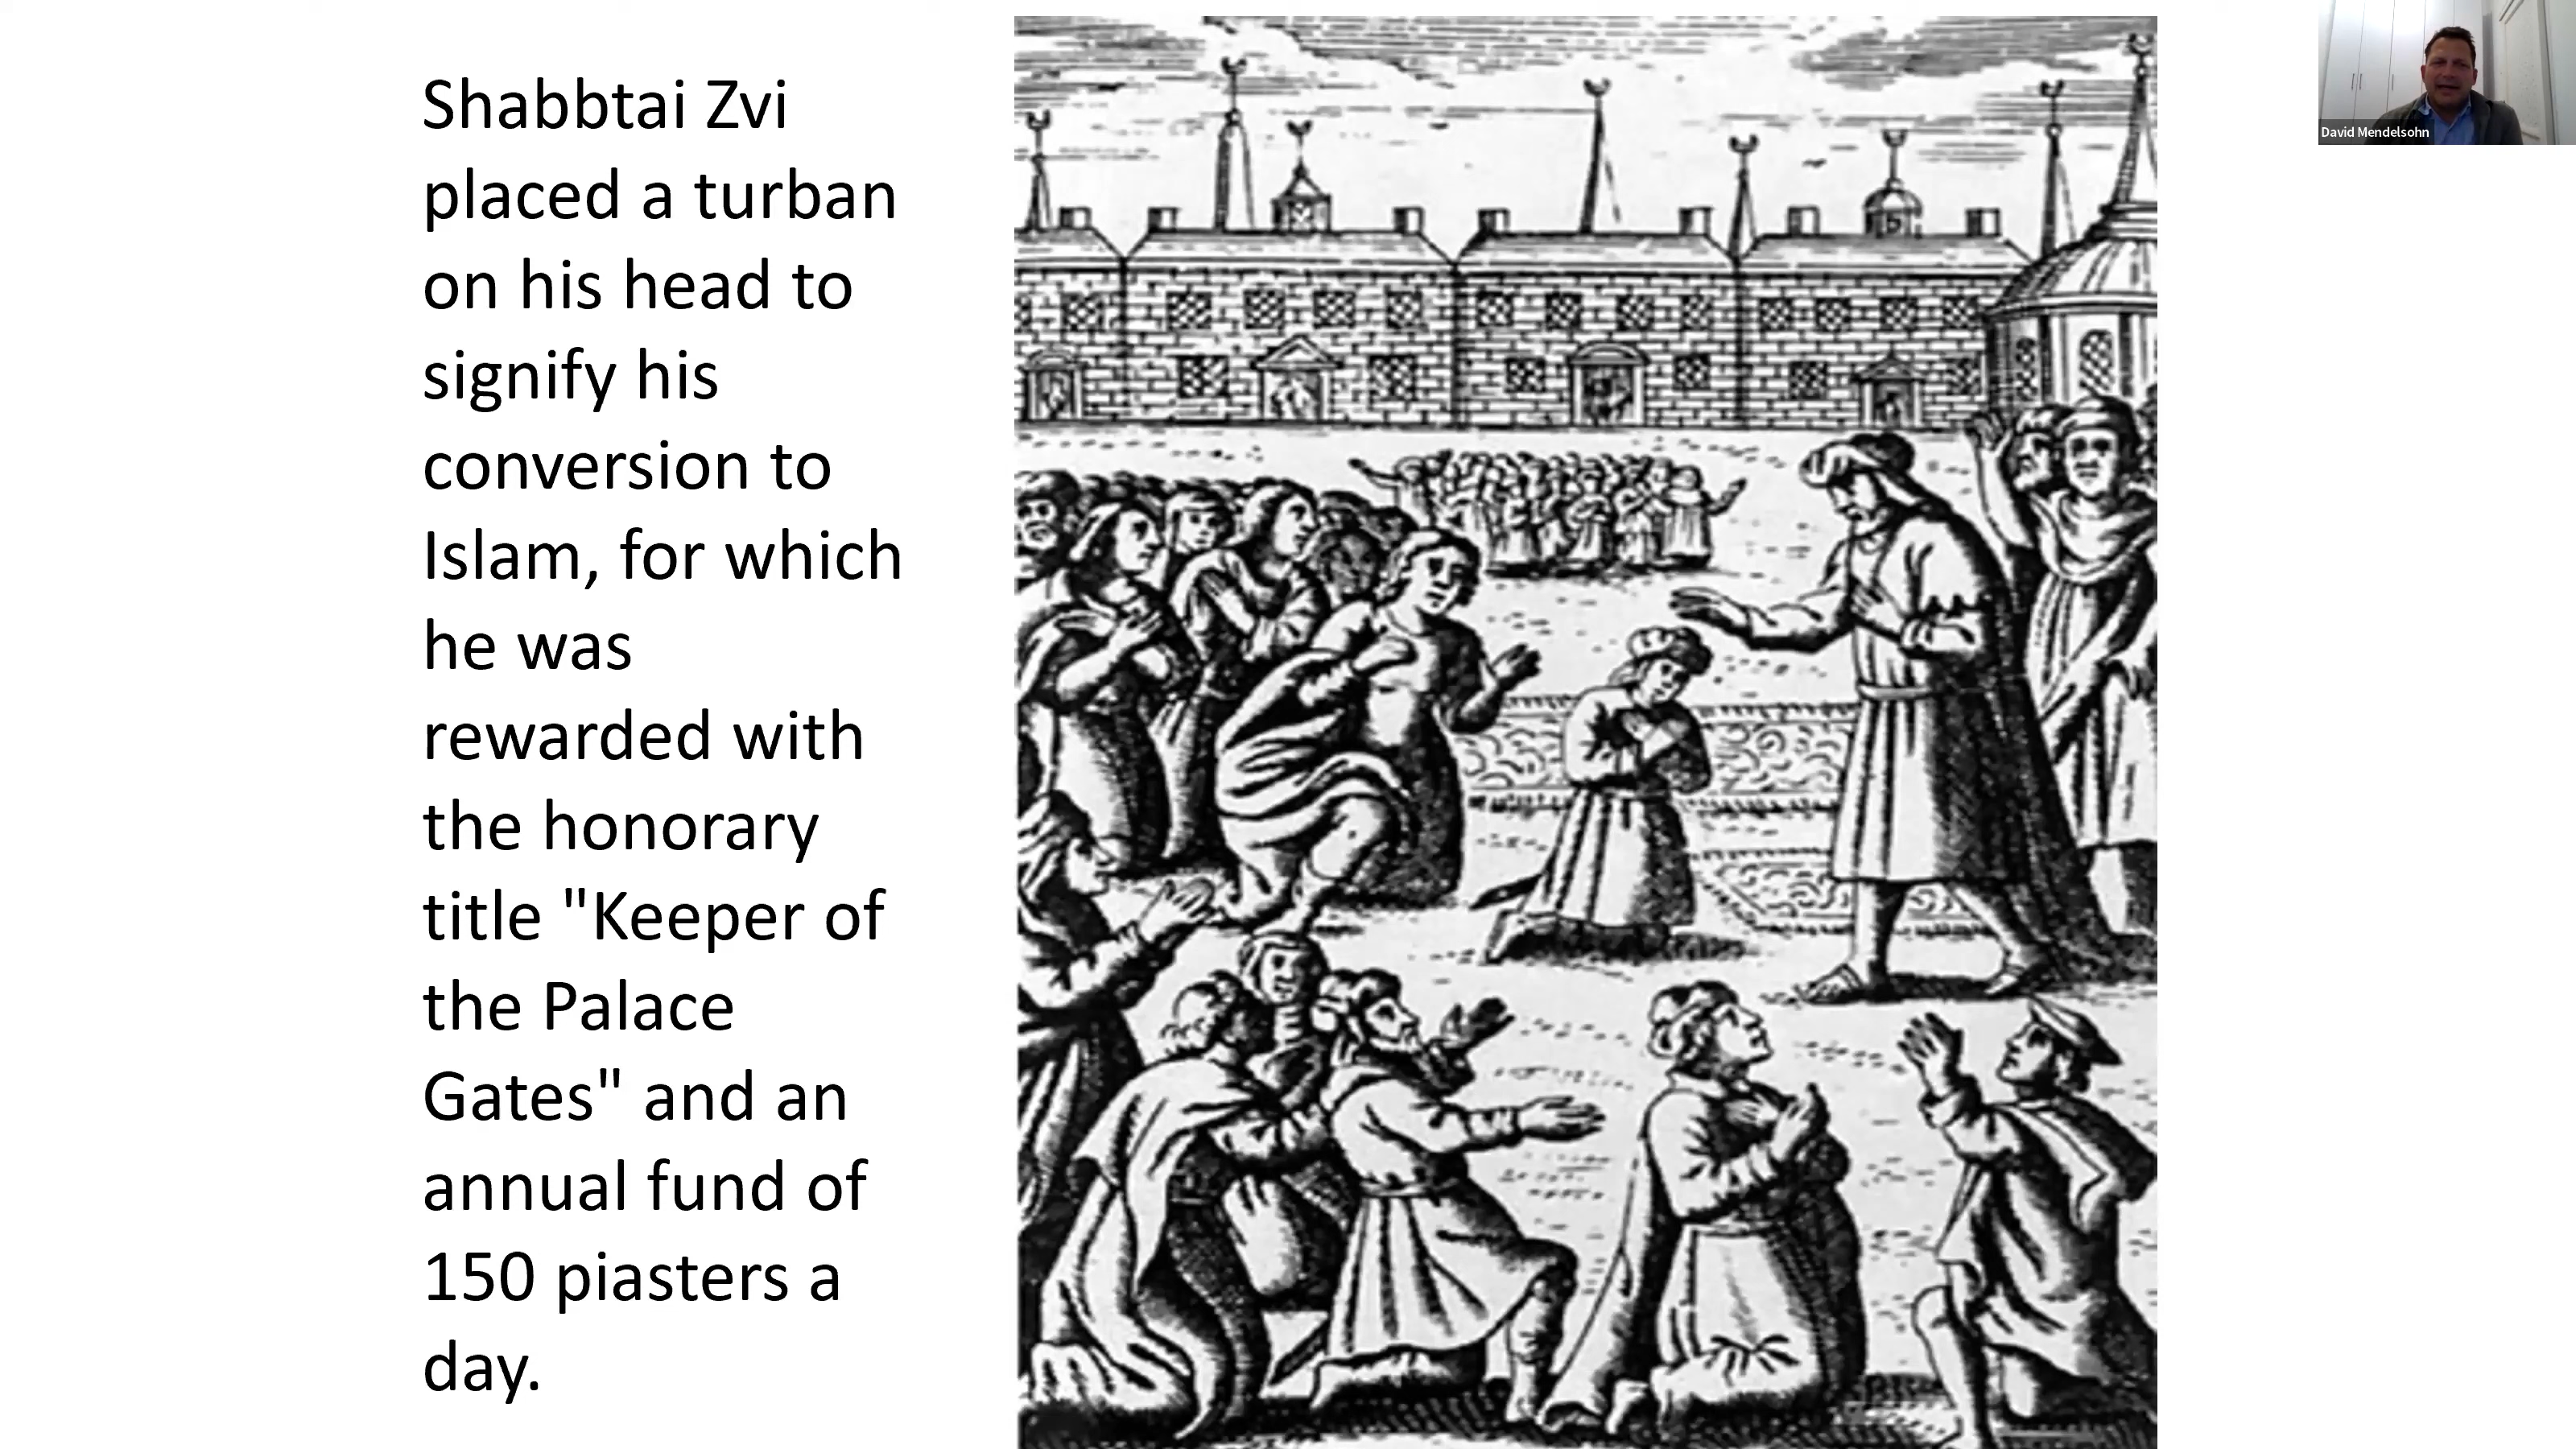 Shabbtai Zvi
placed a turban
on his head to
signify his
conversion to
Islam, for which
he was
rewarded with
the honorary
title "Keeper of
the Palace
Gates" and an
annual fund of
150 piasters a
day.
David Mendelsohn